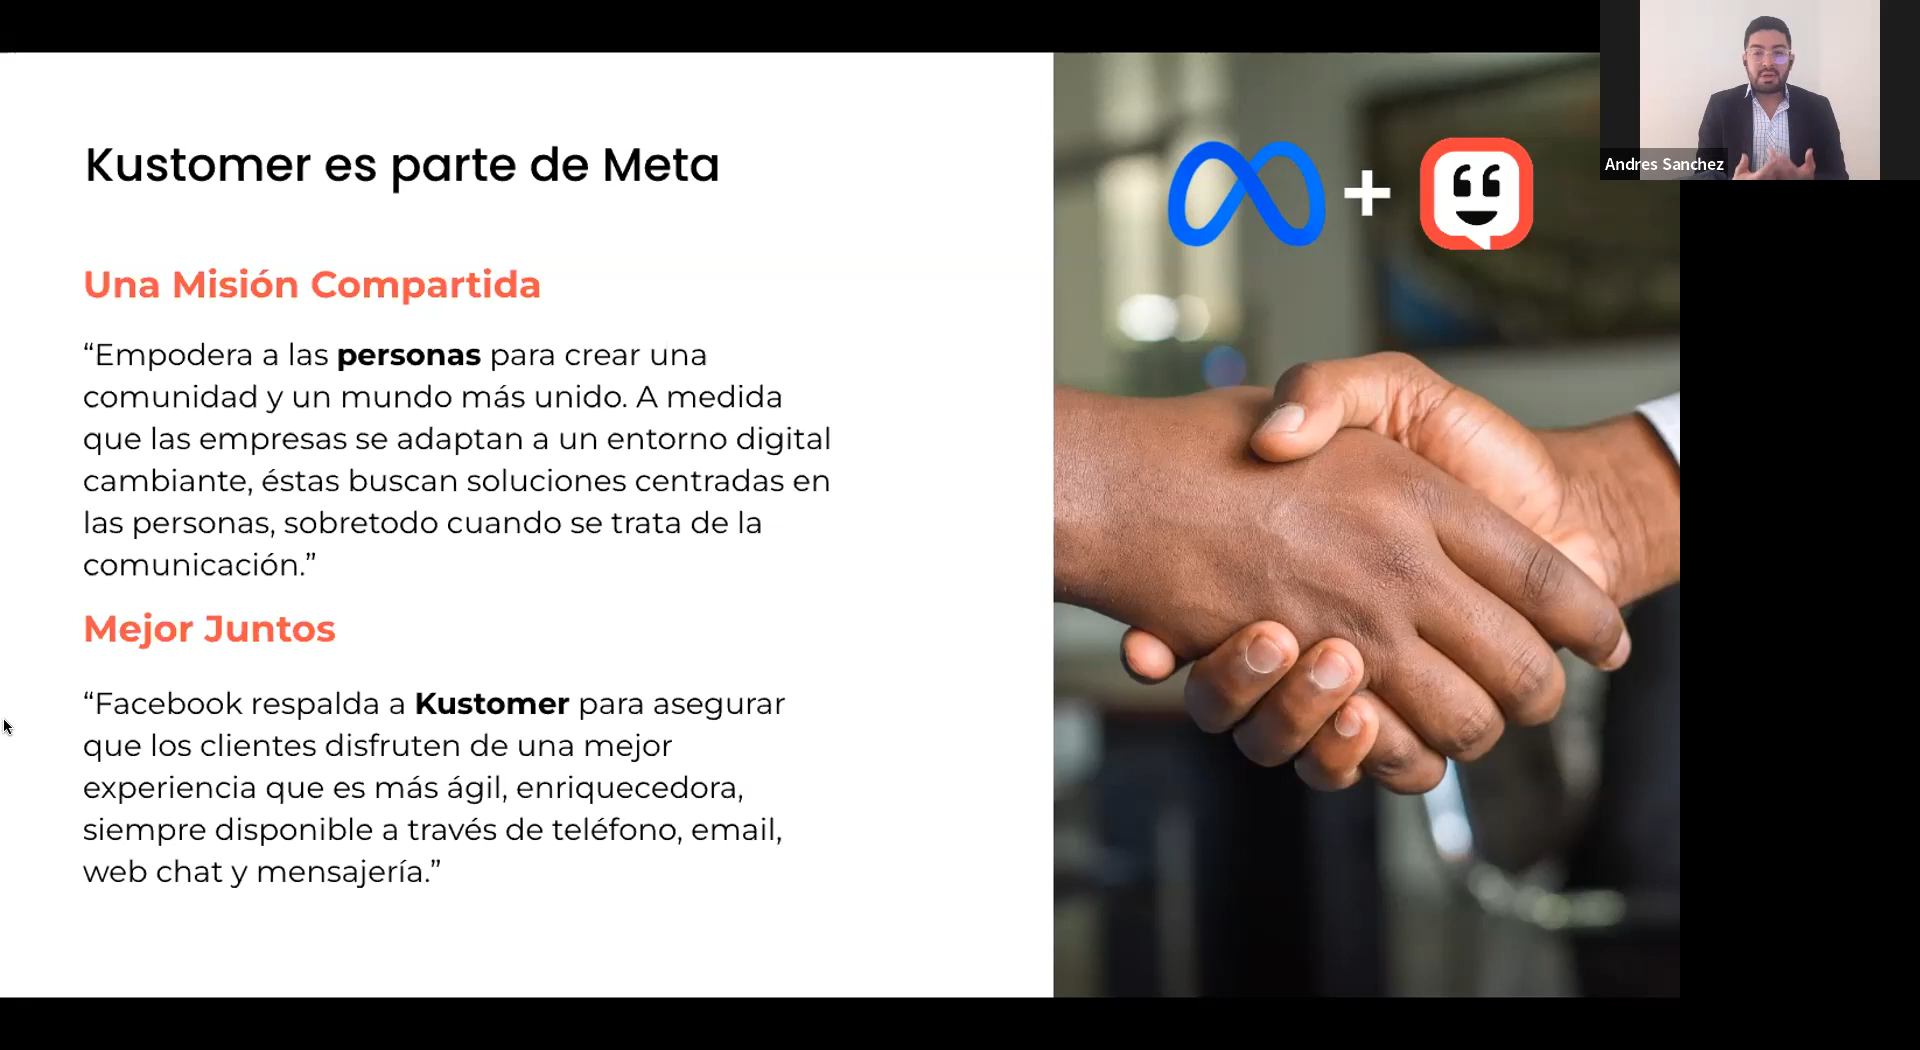 Kustomer es parte de Meta
Una Misión Compartida
“Empodera a las personas para crear una
comunidad y un mundo más unido. A medida
que las empresas se adaptan a un entorno digital
cambiante, éstas buscan soluciones centradas en
las personas, sobretodo cuando se trata de la
comunicación.”
Mejor Juntos
“Facebook respalda a Kustomer para asegurar
que los clientes disfruten de una mejor
experiencia que es más ágil, enriquecedora,
siempre disponible a través de teléfono, email,
web chat y mensajería.”
+
Andres Sanchez